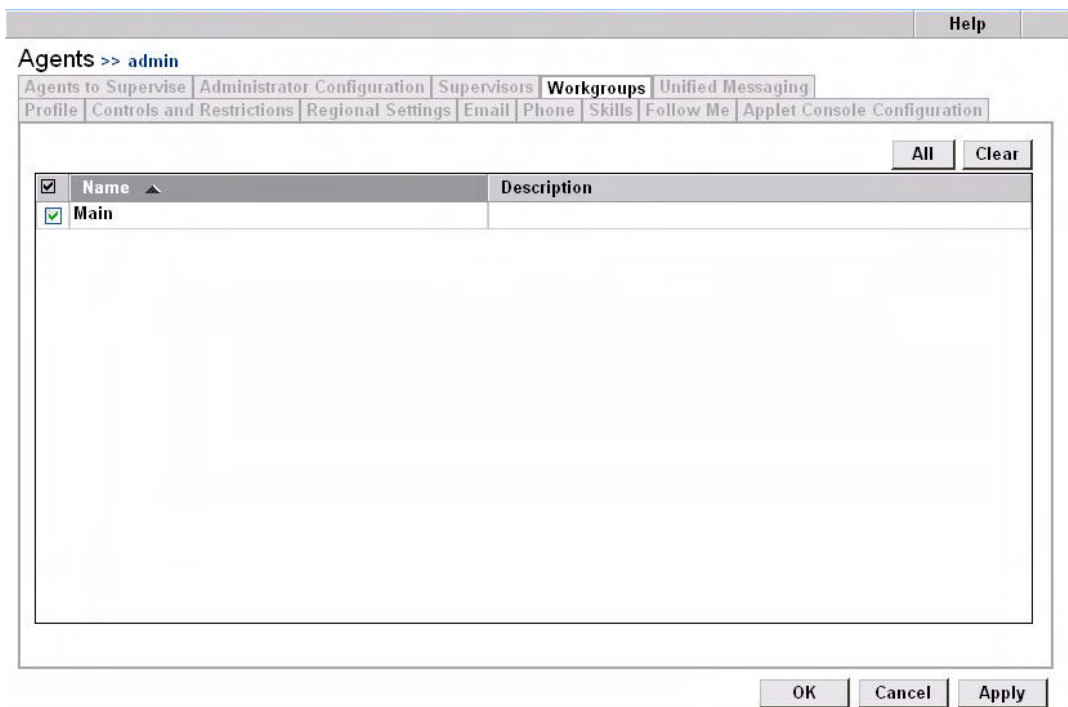 Help
Agents >> admin
Agents to Supervise Administrator Configuration Supervisors Workgroups Unified Messaging
Profile Controls and Restrictions Regional Settings Email Phone Skills Follow Me Applet Console Configuration
All Clear
Name Description
Main
OK Cancel Apply